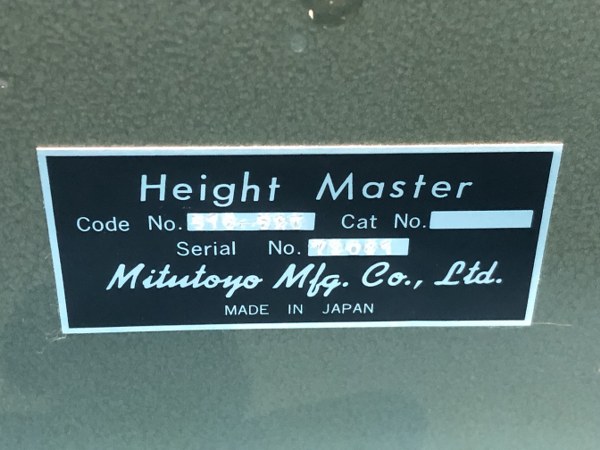 Height Master
Code No. Cat No.
Serial No.
Mitutoyo Mfg. Co., Ltd.
MADE IN JAPAN